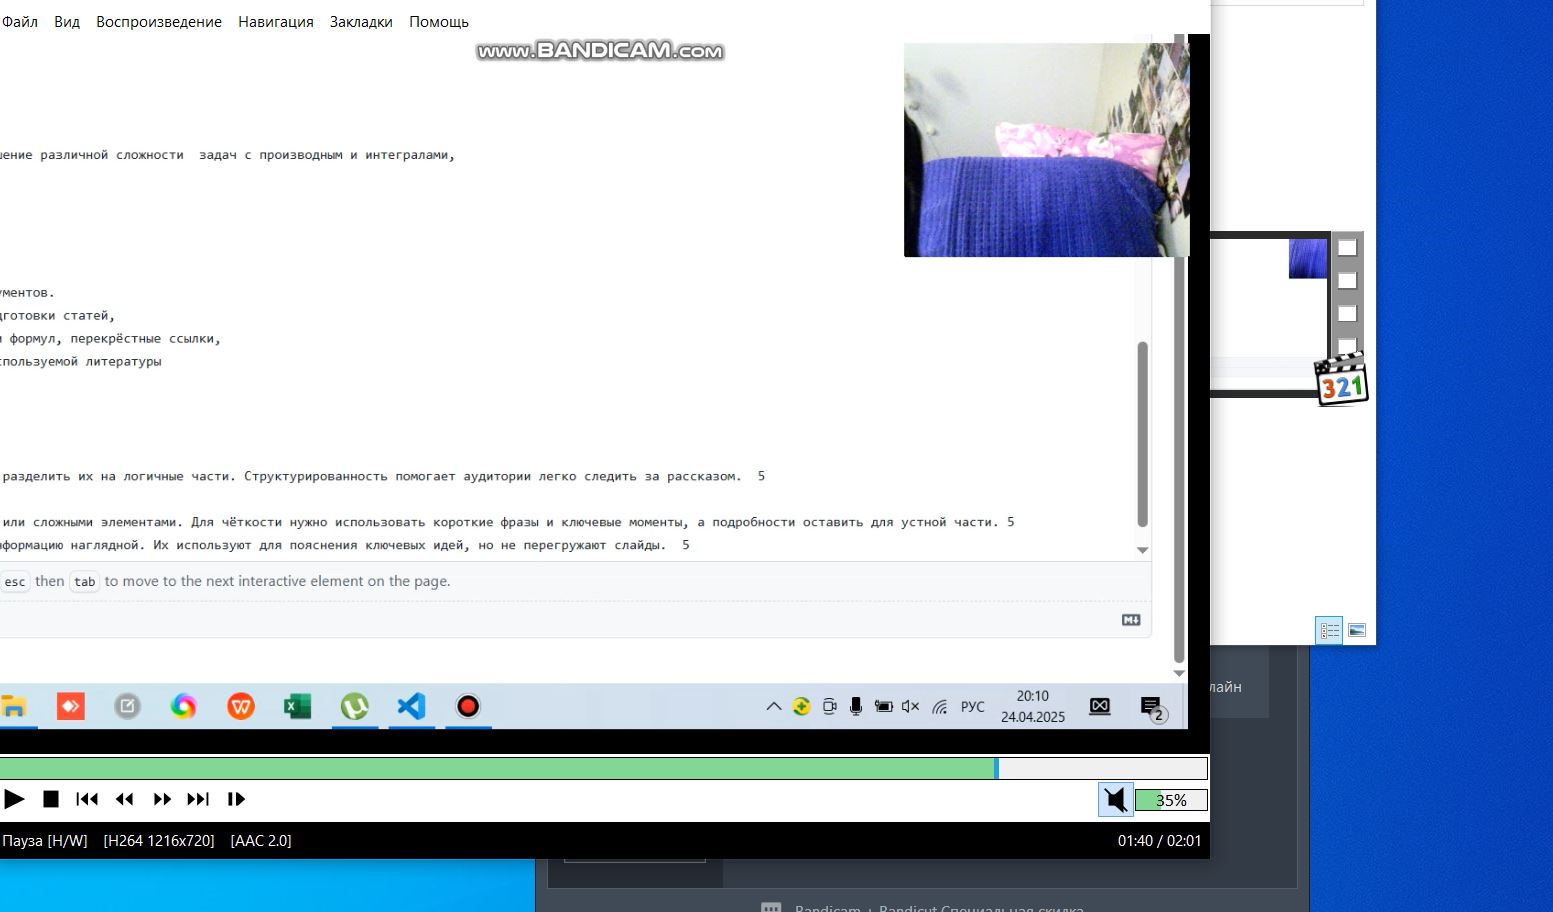 Файл Вид Воспроизведение Навигация Закладки Помощь
www.BANDICAM.com
ение различной сложности задач с производным и интегралами,
ментов.
готовки статей,
и формул, перекрёстные ссылки,
пользуемой литературы
разделить их на логичные части. Структурированность помогает аудитории легко следить за рассказом. 5
или сложными элементами. Для чёткости нужно использовать короткие фразы и ключевые моменты, а подробности оставить для устной части. 5
формацию наглядной. Их используют для пояснения ключевых идей, но не перегружают слайды. 5
esc then tab to move to the next interactive element on the page.
M↓
321
лайн
РУС
20:10
24.04.2025
2
35%
Пауза [H/W] [H264 1216x720] [AAC 2.0]
01:40 / 02:01
Bandicam + Bandicut Специальная скидка